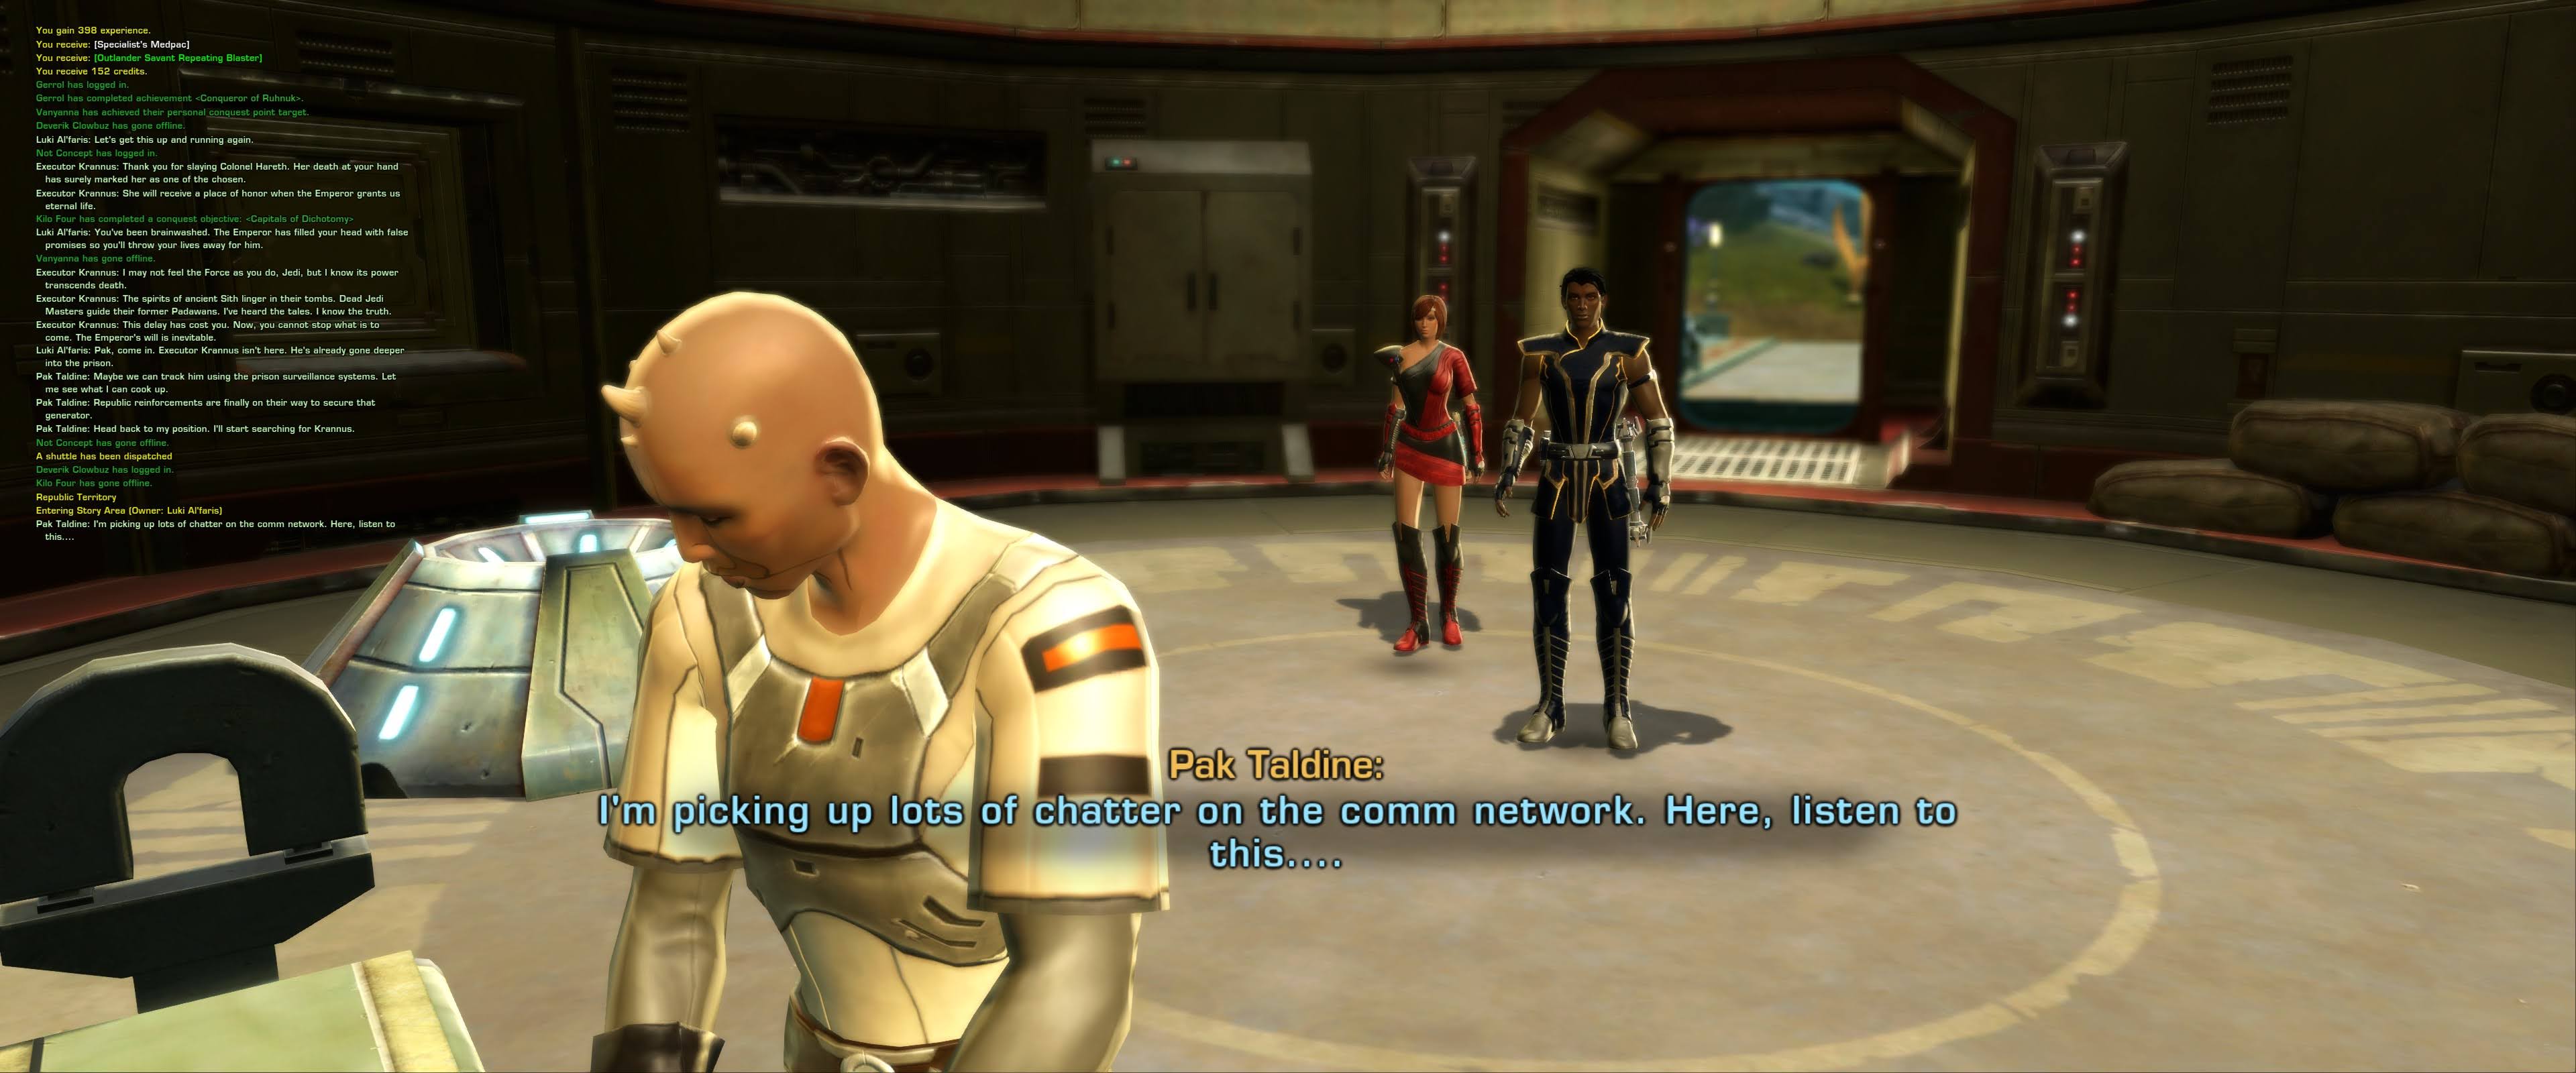 You gain 398 experience.
You receive: [Specialist's Medpac]
You receive: [Outlander Savant Repeating Blaster]
You receive 152 credits.
Gerrol has logged in.
Gerrol has completed achievement <Conqueror of Ruhnuk>.
Vanyanna has achieved their personal conquest point target.
Deverik Clowbuz has gone offline.
Luki Al'faris: Let's get this up and running again.
Not Concept has logged in.
Executor Krannus: Thank you for slaying Colonel Hareth. Her death at your hand
has surely marked her as one of the chosen.
Executor Krannus: She will receive a place of honor when the Emperor grants us
eternal life.
Kilo Four has completed a conquest objective: <Capitals of Dichotomy>
Luki Al'faris: You've been brainwashed. The Emperor has filled your head with false
promises so you'll throw your lives away for him.
Vanyanna has gone offline.
Executor Krannus: I may not feel the Force as you do, Jedi, but I know its power
transcends death.
Executor Krannus: The spirits of ancient Sith linger in their tombs. Dead Jedi
Masters guide their former Padawans. I've heard the tales. I know the truth.
Executor Krannus: This delay has cost you. Now, you cannot stop what is to
come. The Emperor's will is inevitable.
Luki Al'faris: Pak, come in. Executor Krannus isn't here. He's already gone deeper
into the prison.
Pak Taldine: Maybe we can track him using the prison surveillance systems. Let
me see what I can cook up.
Pak Taldine: Republic reinforcements are finally on their way to secure that
generator.
Pak Taldine: Head back to my position. I'll start searching for Krannus.
Not Concept has gone offline.
A shuttle has been dispatched
Deverik Clowbuz has logged in.
Kilo Four has gone offline.
Republic Territory
Entering Story Area (Owner: Luki Al'faris)
Pak Taldine: I'm picking up lots of chatter on the comm network. Here, listen to
this....
Pak Taldine:
I'm picking up lots of chatter on the comm network. Here, listen to
this....